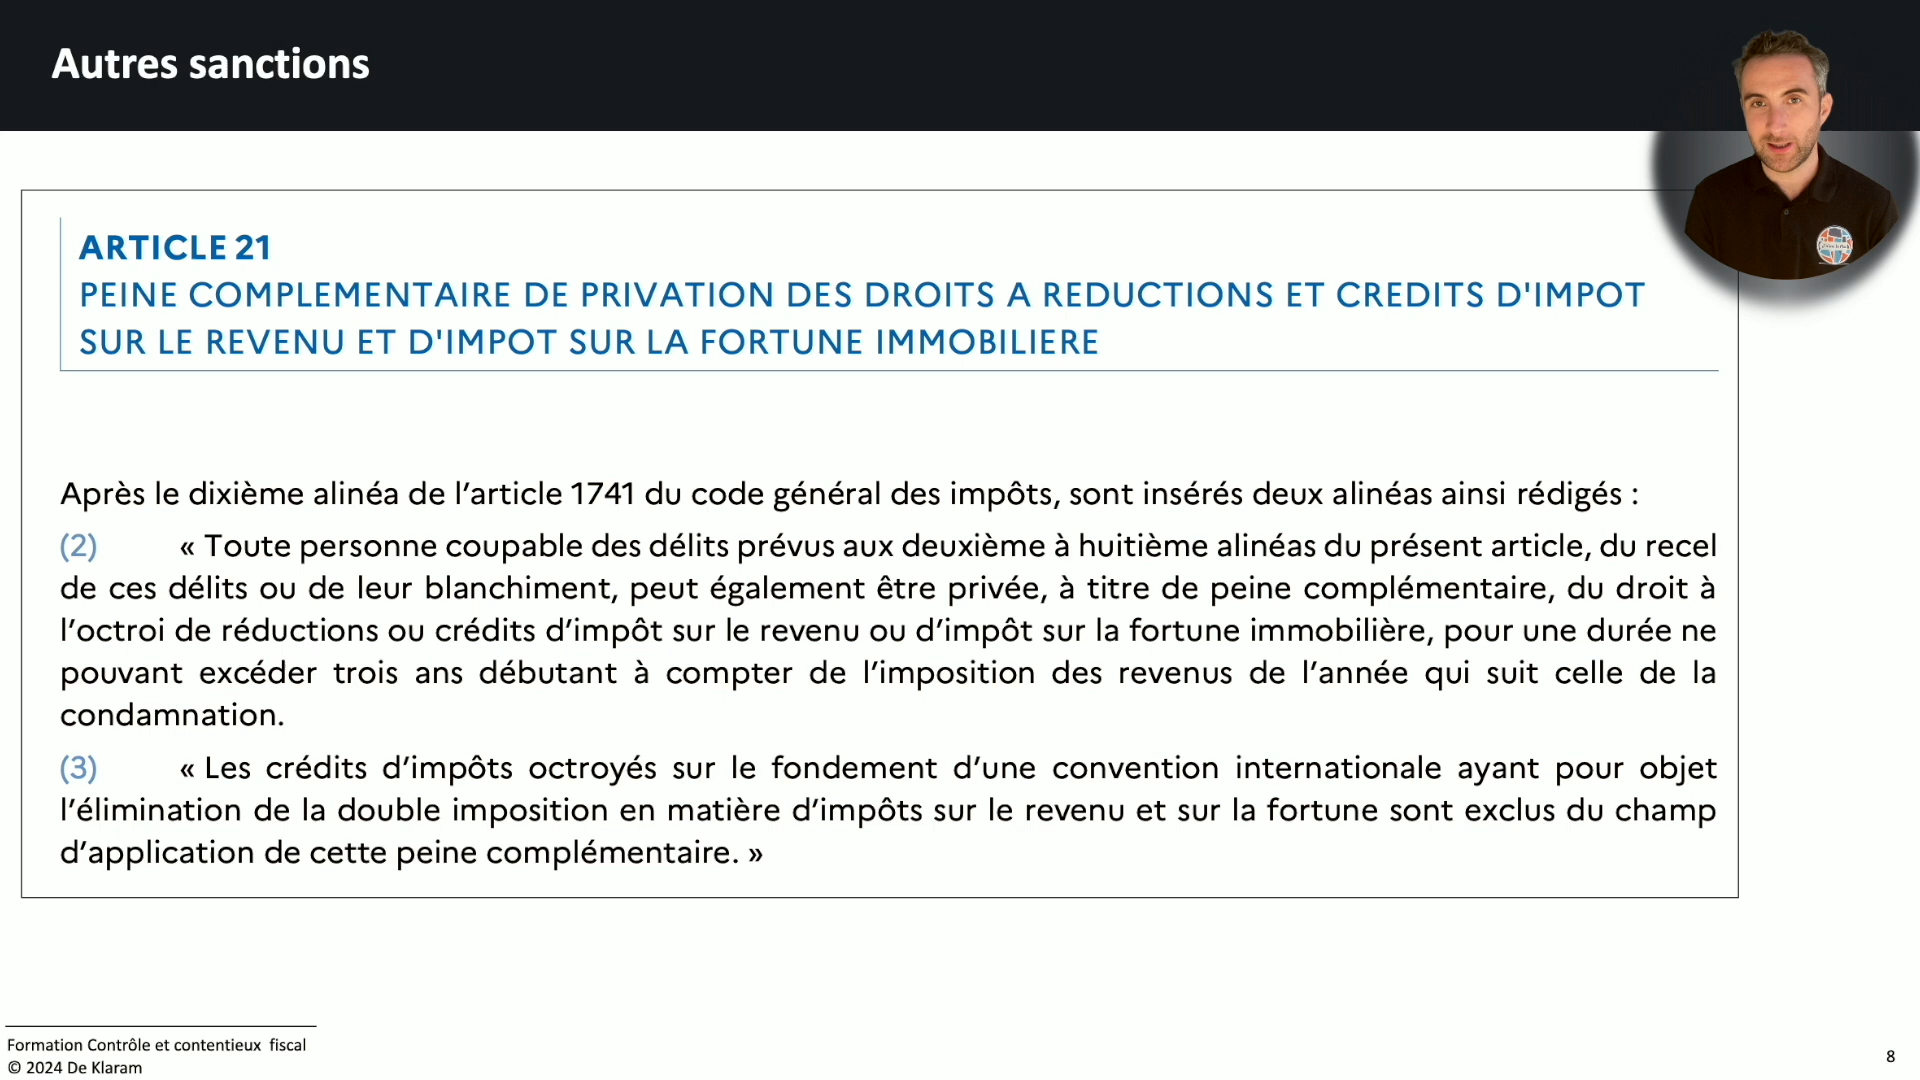 Autres sanctions
ARTICLE 21
PEINE COMPLEMENTAIRE DE PRIVATION DES DROITS A REDUCTIONS ET CREDITS D'IMPOT
SUR LE REVENU ET D'IMPOT SUR LA FORTUNE IMMOBILIERE
Après le dixième alinéa de l’article 1741 du code général des impôts, sont insérés deux alinéas ainsi rédigés :
(2) « Toute personne coupable des délits prévus aux deuxième à huitième alinéas du présent article, du recel
de ces délits ou de leur blanchiment, peut également être privée, à titre de peine complémentaire, du droit à
l’octroi de réductions ou crédits d’impôt sur le revenu ou d’impôt sur la fortune immobilière, pour une durée ne
pouvant excéder trois ans débutant à compter de l’imposition des revenus de l’année qui suit celle de la
condamnation.
(3) « Les crédits d’impôts octroyés sur le fondement d’une convention internationale ayant pour objet
l’élimination de la double imposition en matière d’impôts sur le revenu et sur la fortune sont exclus du champ
d’application de cette peine complémentaire. »
Formation Contrôle et contentieux fiscal
© 2024 De Klaram
8